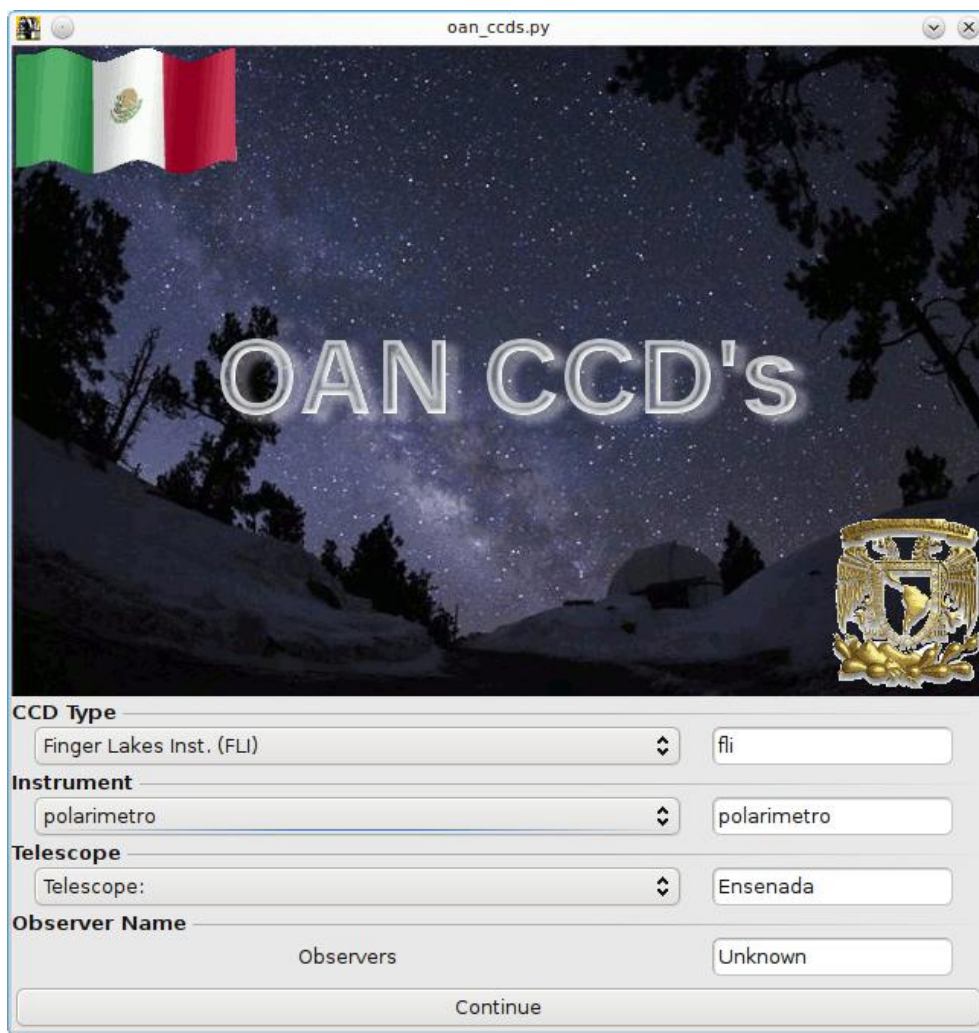 oan_ccds.py
OAN CCD's
CCD Type
Finger Lakes Inst. (FLI) fli
Instrument
polarimetro polarimetro
Telescope
Telescope: Ensenada
Observer Name
Observers Unknown
Continue